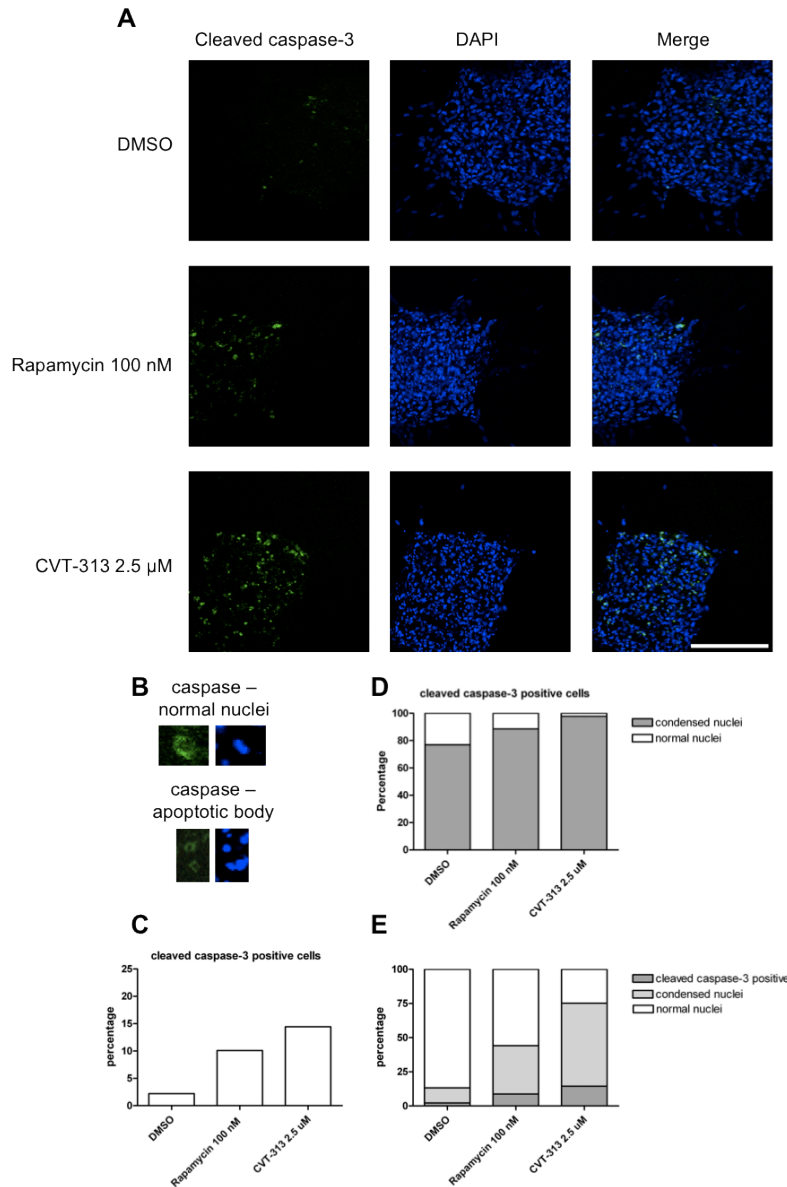 A
Cleaved caspase-3 DAPI Merge
DMSO
Rapamycin 100 nM
CVT-313 2.5 µM
B
caspase –
normal nuclei
caspase –
apoptotic body
D
cleaved caspase-3 positive cells
Percentage
100
80
60
40
20
0
DMSO
Rapamycin 100 nM
CVT-313 2.5 uM
condensed nuclei
normal nuclei
C
cleaved caspase-3 positive cells
percentage
25
20
15
10
5
0
DMSO
Rapamycin 100 nM
CVT-313 2.5 uM
E
percentage
100
75
50
25
0
DMSO
Rapamycin 100 nM
CVT-313 2.5 uM
cleaved caspase-3 positive
condensed nuclei
normal nuclei